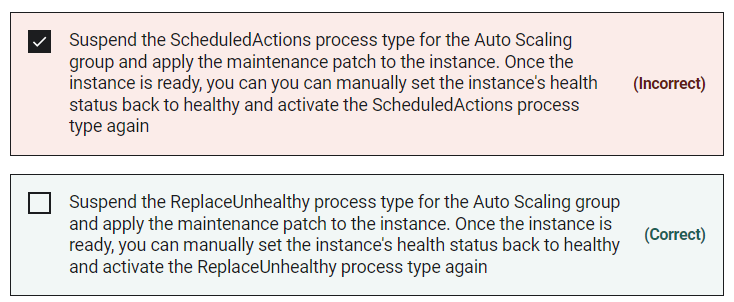 Suspend the ScheduledActions process type for the Auto Scaling
group and apply the maintenance patch to the instance. Once the
instance is ready, you can you can manually set the instance's health
status back to healthy and activate the ScheduledActions process
type again
(Incorrect)
Suspend the ReplaceUnhealthy process type for the Auto Scaling group
and apply the maintenance patch to the instance. Once the instance is
ready, you can manually set the instance's health status back to healthy
and activate the ReplaceUnhealthy process type again
(Correct)